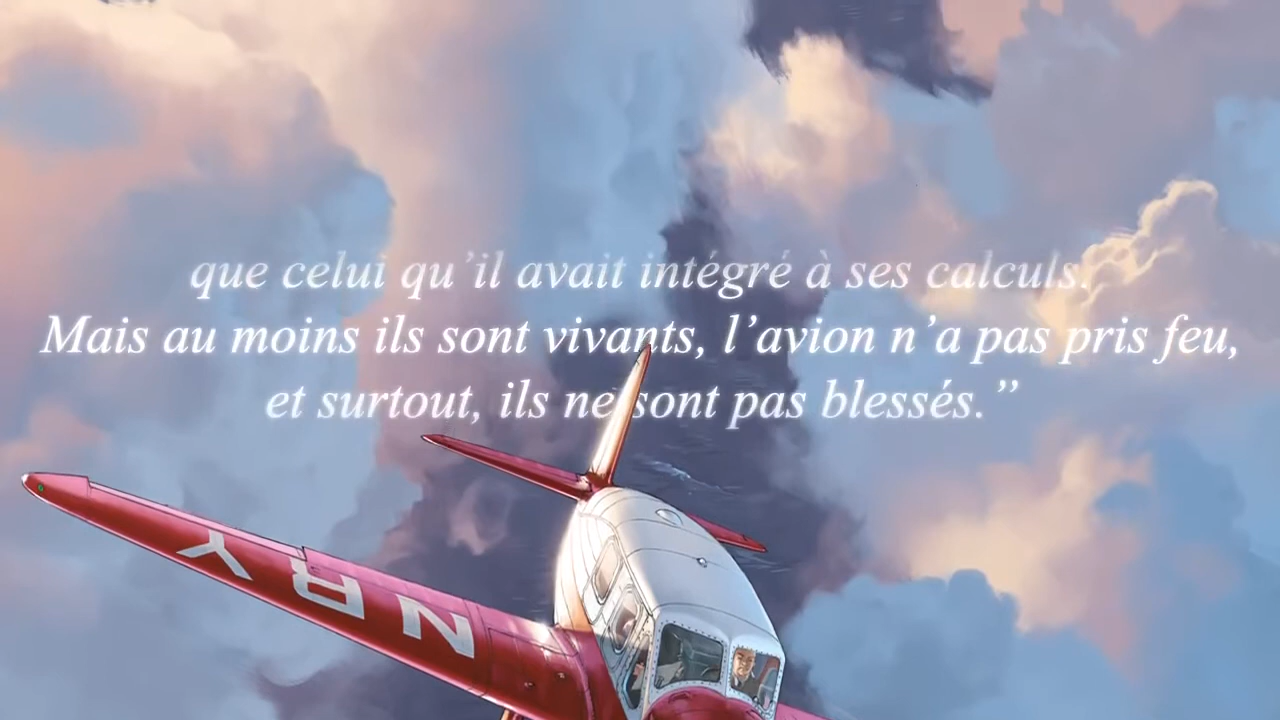 que celui qu’il avait intégré à ses calculs.
Mais au moins ils sont vivants, l’avion n’a pas pris feu,
et surtout, ils ne sont pas blessés.”
NRY